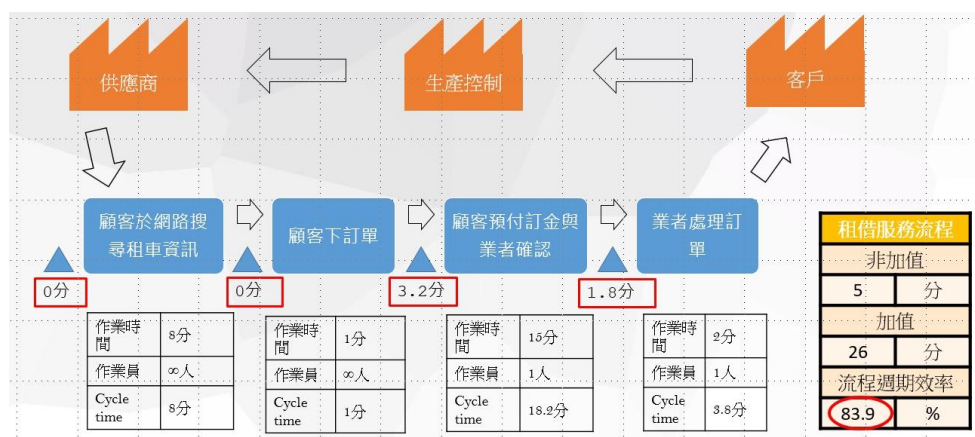 供應商
生產控制
客戶
顧客於網路搜
尋租車資訊
顧客下訂單
顧客預付訂金與
業者確認
業者處理訂
單
0分
0分
3.2分
1.8分
作業時
間
8分
作業員
∞人
Cycle
time
8分
作業時
間
1分
作業員
∞人
Cycle
time
1分
作業時
間
15分
作業員
1人
Cycle
time
18.2分
作業時
間
2分
作業員
1人
Cycle
time
3.8分
租借服務流程
非加值
5 分
加值
26 分
流程週期效率
83.9 %